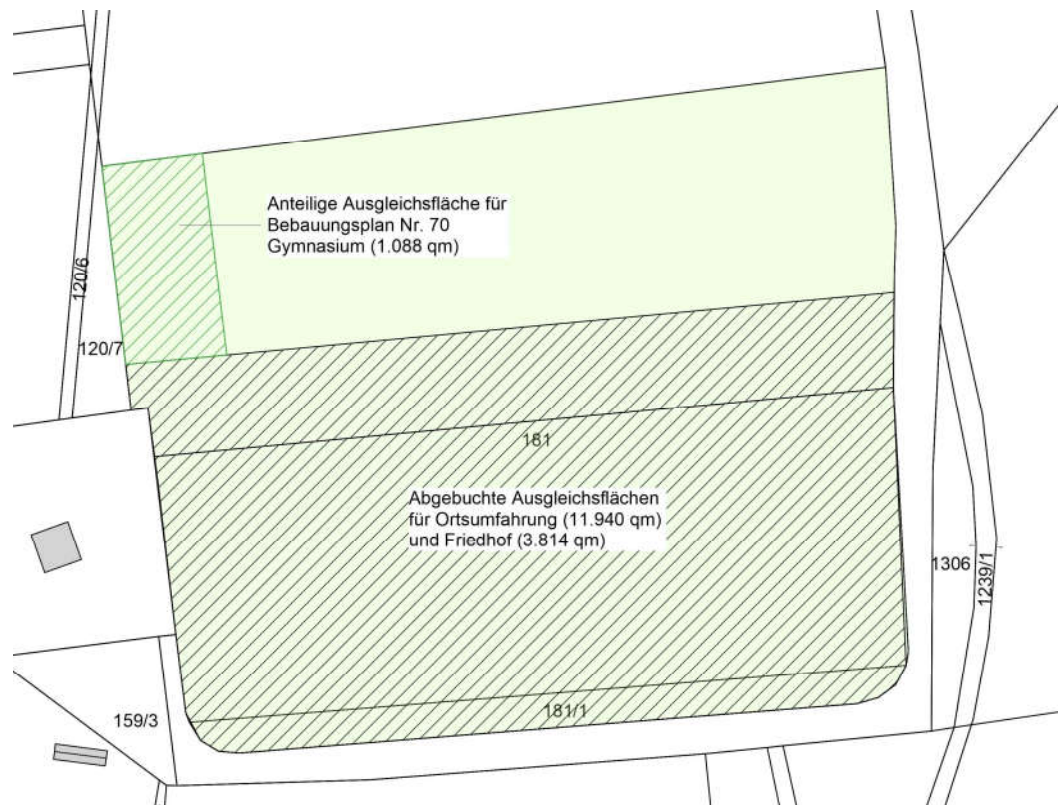 Anteilige Ausgleichsfläche für
Bebauungsplan Nr. 70
Gymnasium (1.088 qm)
120/6
120/7
181
Abgebuchte Ausgleichsflächen
für Ortsumfahrung (11.940 qm)
und Friedhof (3.814 qm)
1306
1239/1
159/3
181/1